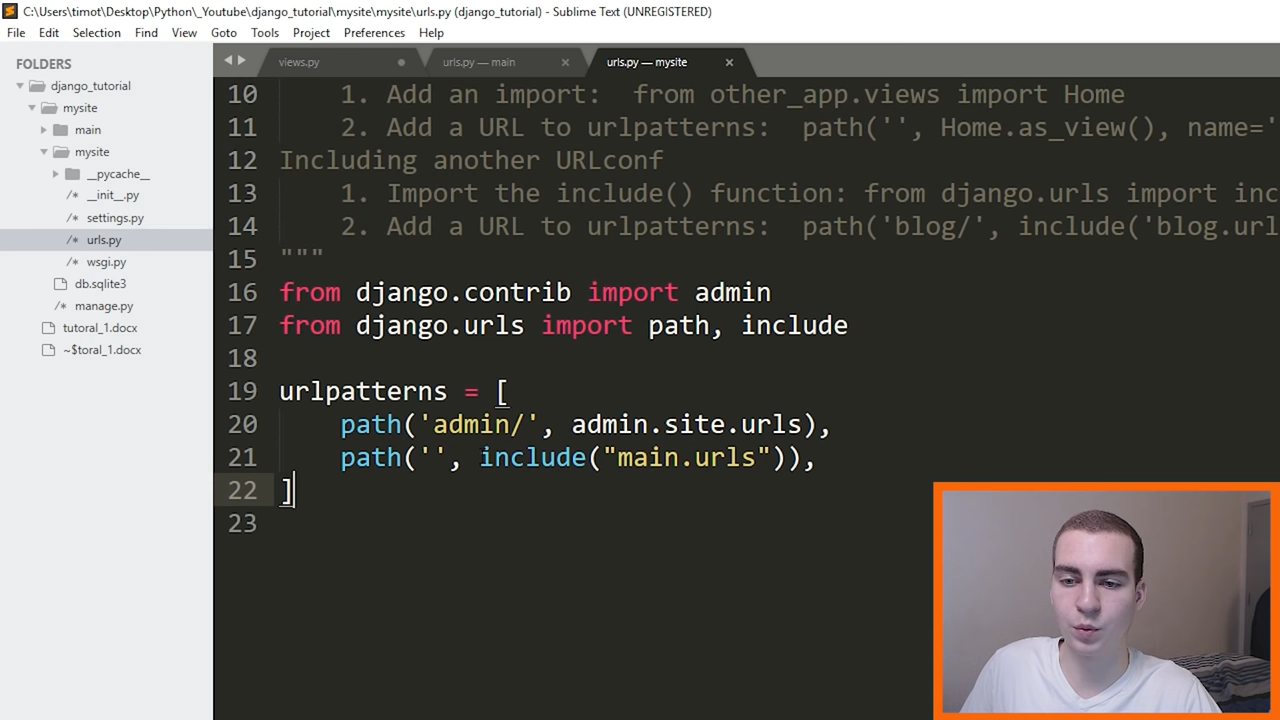 C:\Users\timot\Desktop\Python\_Youtube\django_tutorial\mysite\mysite\urls.py (django_tutorial) - Sublime Text (UNREGISTERED)
File Edit Selection Find View Goto Tools Project Preferences Help
FOLDERS
django_tutorial
mysite
main
mysite
__pycache__
/* __init__.py
/* settings.py
/* urls.py
/* wsgi.py
db.sqlite3
/* manage.py
tutoral_1.docx
~$toral_1.docx
views.py
urls.py — main
urls.py — mysite
10 1. Add an import:  from other_app.views import Home
11 2. Add a URL to urlpatterns:  path('', Home.as_view(), name='
12 Including another URLconf
13 1. Import the include() function: from django.urls import inc
14 2. Add a URL to urlpatterns:  path('blog/', include('blog.url
15 """
16 from django.contrib import admin
17 from django.urls import path, include
18
19 urlpatterns = [
20 path('admin/', admin.site.urls),
21 path('', include("main.urls")),
22 ]
23